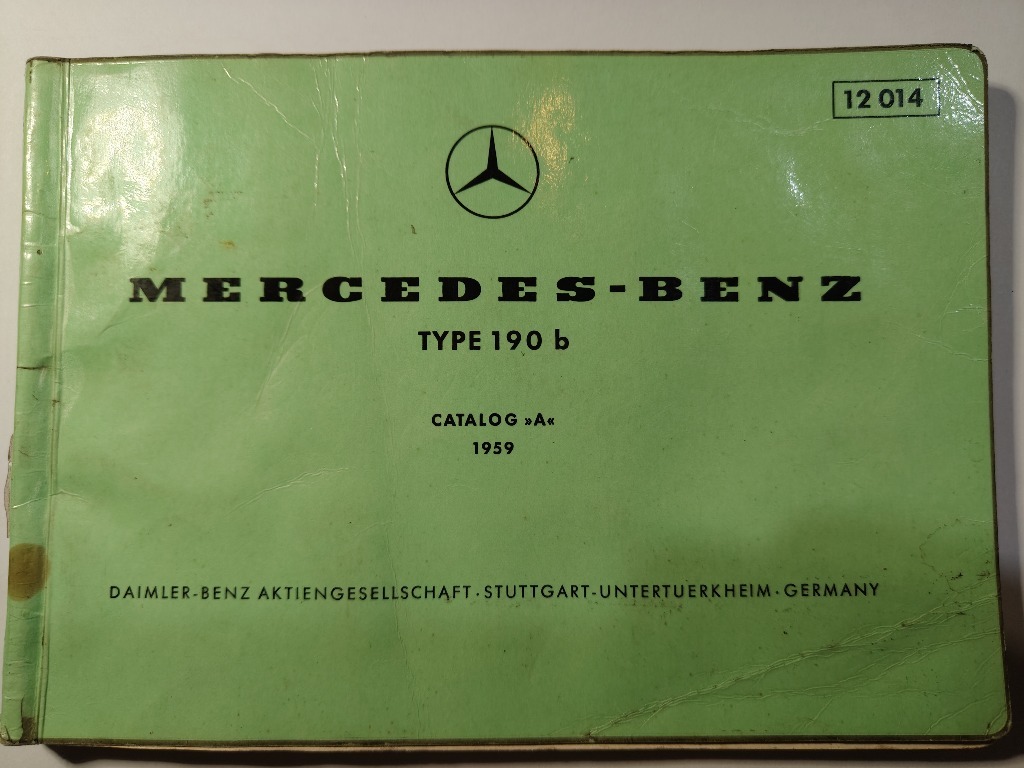 12 014
MERCEDES-BENZ
TYPE 190 b
CATALOG »A«
1959
DAIMLER-BENZ AKTIENGESELLSCHAFT · STUTTGART-UNTERTUERKHEIM · GERMANY